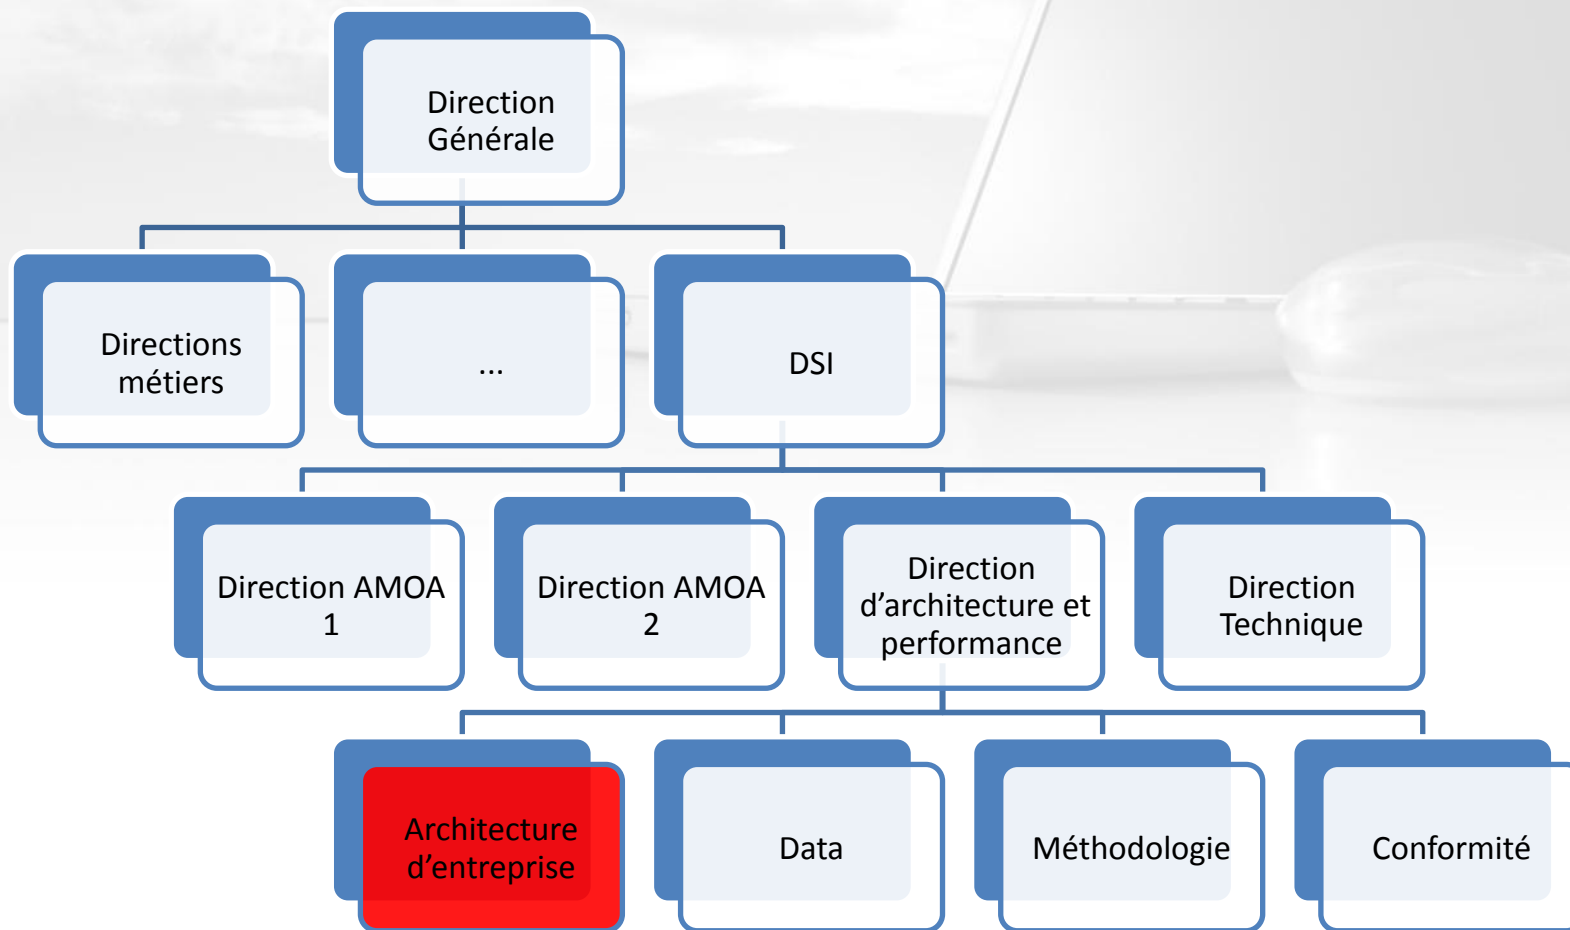 Direction
Générale
Directions
métiers
...
DSI
Direction AMOA
1
Direction AMOA
2
Direction
d’architecture et
performance
Direction
Technique
Architecture
d’entreprise
Data
Méthodologie
Conformité